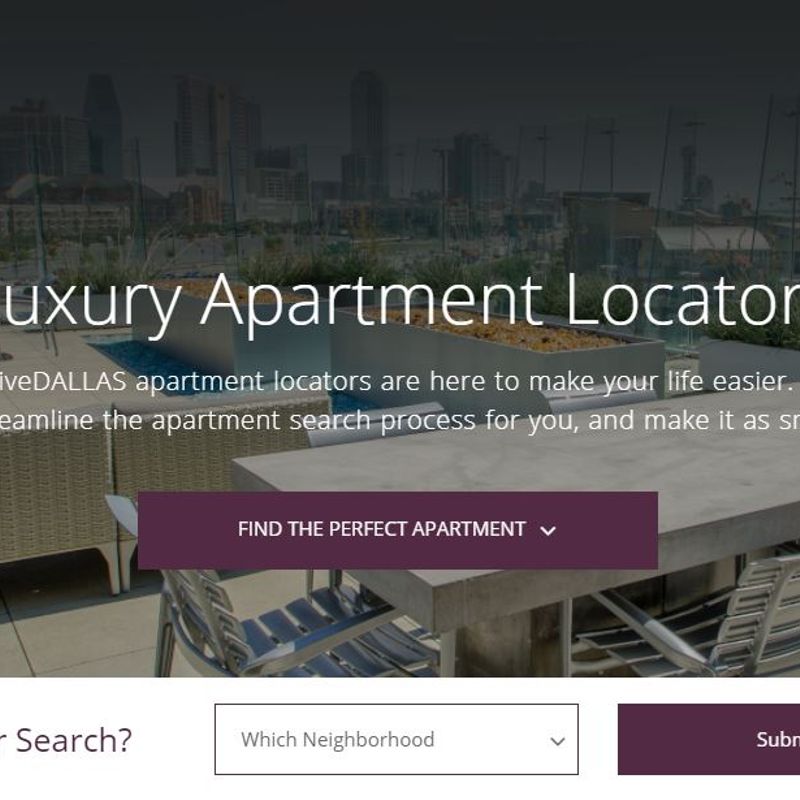 uxury Apartment Locator
iveDALLAS apartment locators are here to make your life easier.
eamline the apartment search process for you, and make it as sm
FIND THE PERFECT APARTMENT
r Search?
Which Neighborhood
Subm